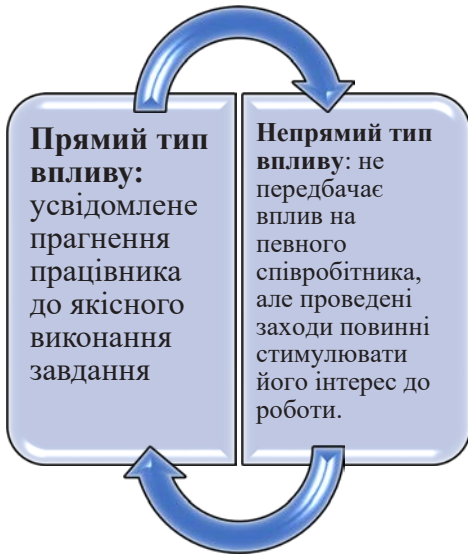 Прямий тип
впливу:
усвідомлене
прагнення
працівника
до якісного
виконання
завдання
Непрямий тип
впливу: не
передбачає
вплив на
певного
співробітника,
але проведені
заходи повинні
стимулювати
його інтерес до
роботи.